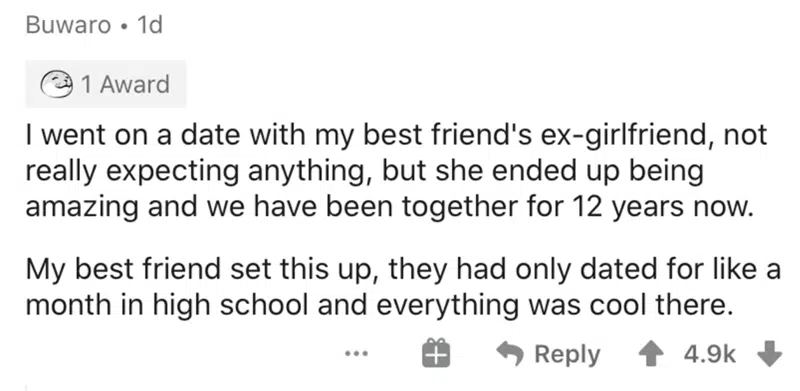 Buwaro • 1d
1 Award
I went on a date with my best friend's ex-girlfriend, not
really expecting anything, but she ended up being
amazing and we have been together for 12 years now.
My best friend set this up, they had only dated for like a
month in high school and everything was cool there.
Reply 4.9k